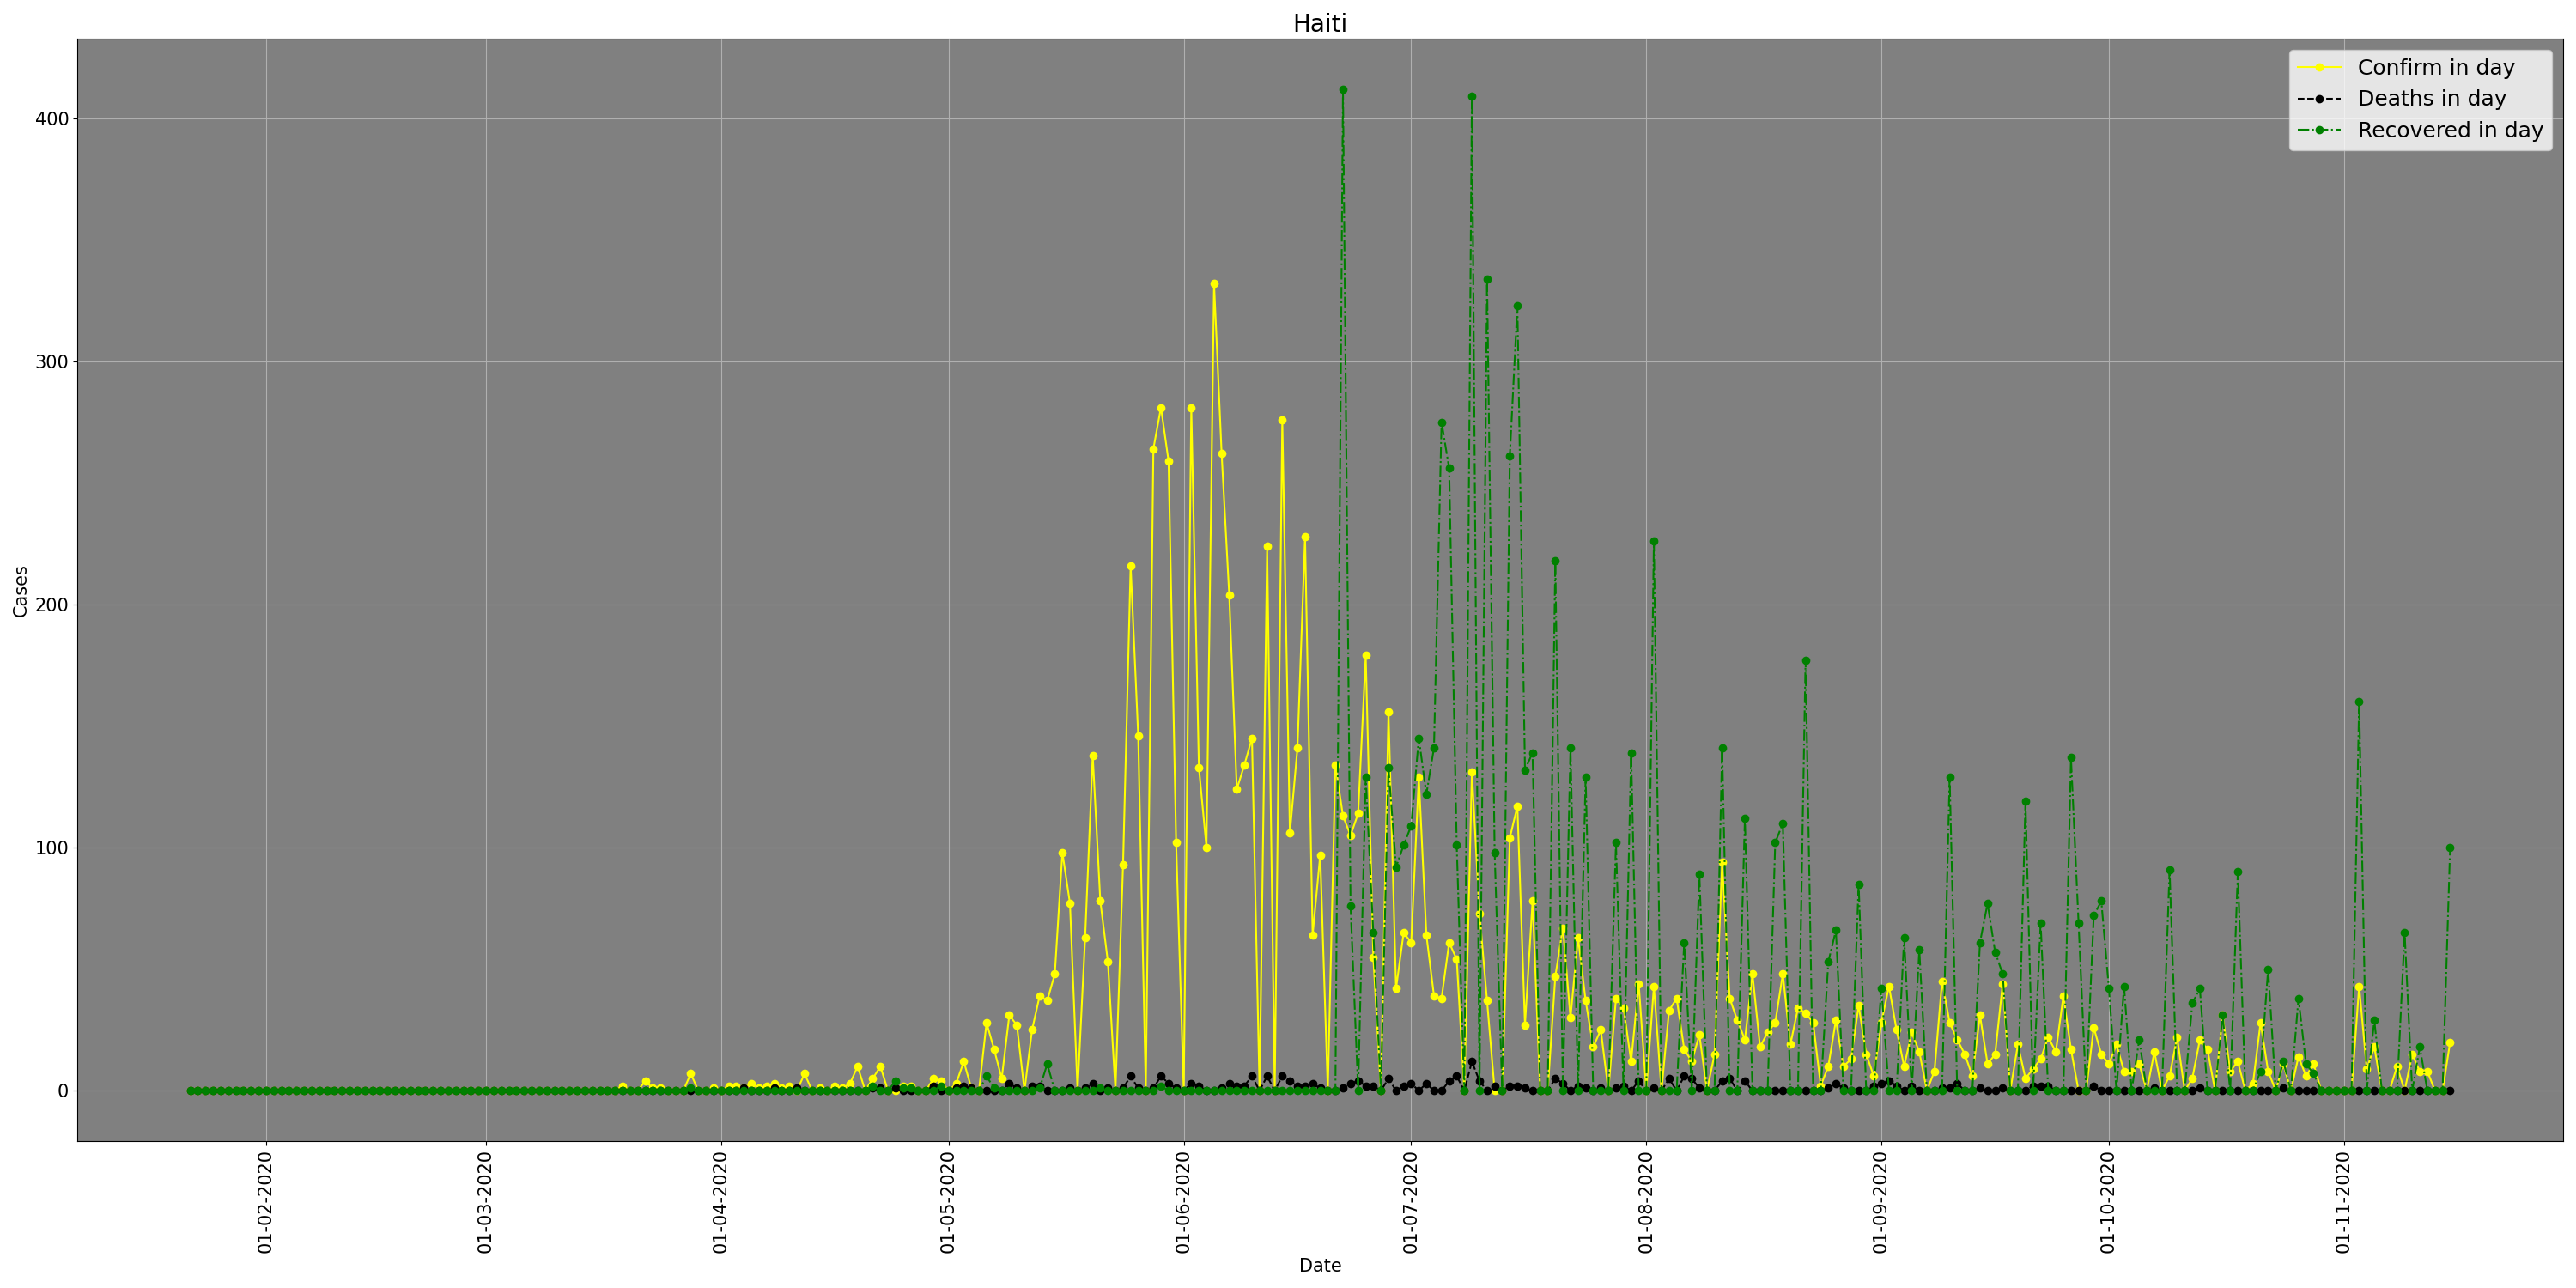 Haiti
Confirm in day
Deaths in day
Recovered in day
Cases
400
300
200
100
0
01-02-2020
01-03-2020
01-04-2020
01-05-2020
01-06-2020
01-07-2020
01-08-2020
01-09-2020
01-10-2020
01-11-2020
Date